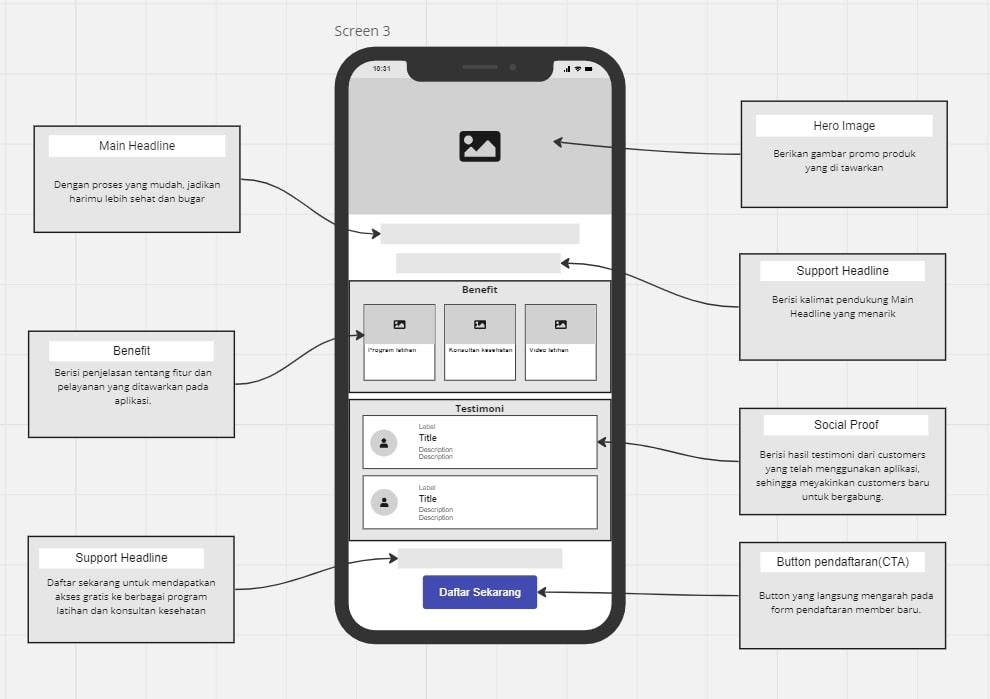 Screen 3
10:31
Main Headline
Dengan proses yang mudah, jadikan
harimu lebih sehat dan bugar
Hero Image
Berikan gambar promo produk
yang di tawarkan
Support Headline
Berisi kalimat pendukung Main
Headline yang menarik
Benefit
Program latihan
Konsultan kesehatan
Video latihan
Benefit
Berisi penjelasan tentang fitur dan
pelayanan yang ditawarkan pada
aplikasi.
Testimoni
Label
Title
Description
Description
Label
Title
Description
Description
Social Proof
Berisi hasil testimoni dari customers
yang telah menggunakan aplikasi,
sehingga meyakinkan customers baru
untuk bergabung.
Support Headline
Daftar sekarang untuk mendapatkan
akses gratis ke berbagai program
latihan dan konsultan kesehatan
Daftar Sekarang
Button pendaftaran(CTA)
Button yang langsung mengarah pada
form pendaftaran member baru.